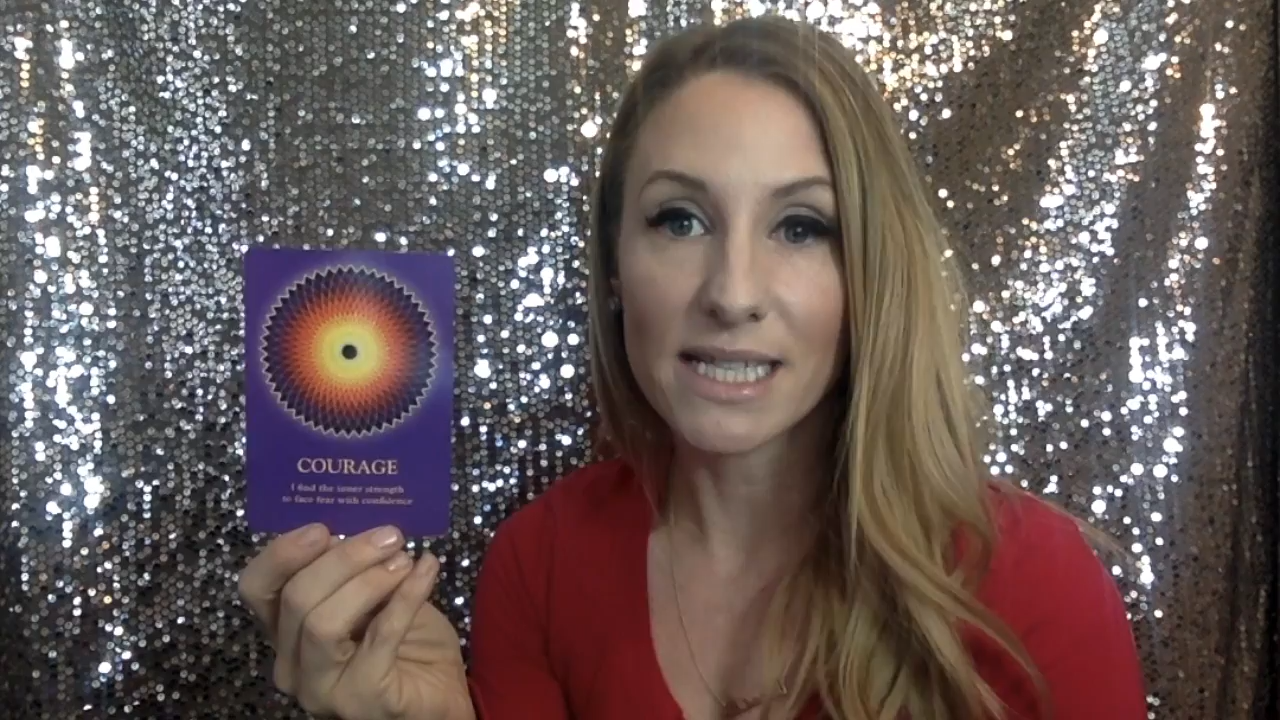 COURAGE
I find the inner strength
to face fear with confidence